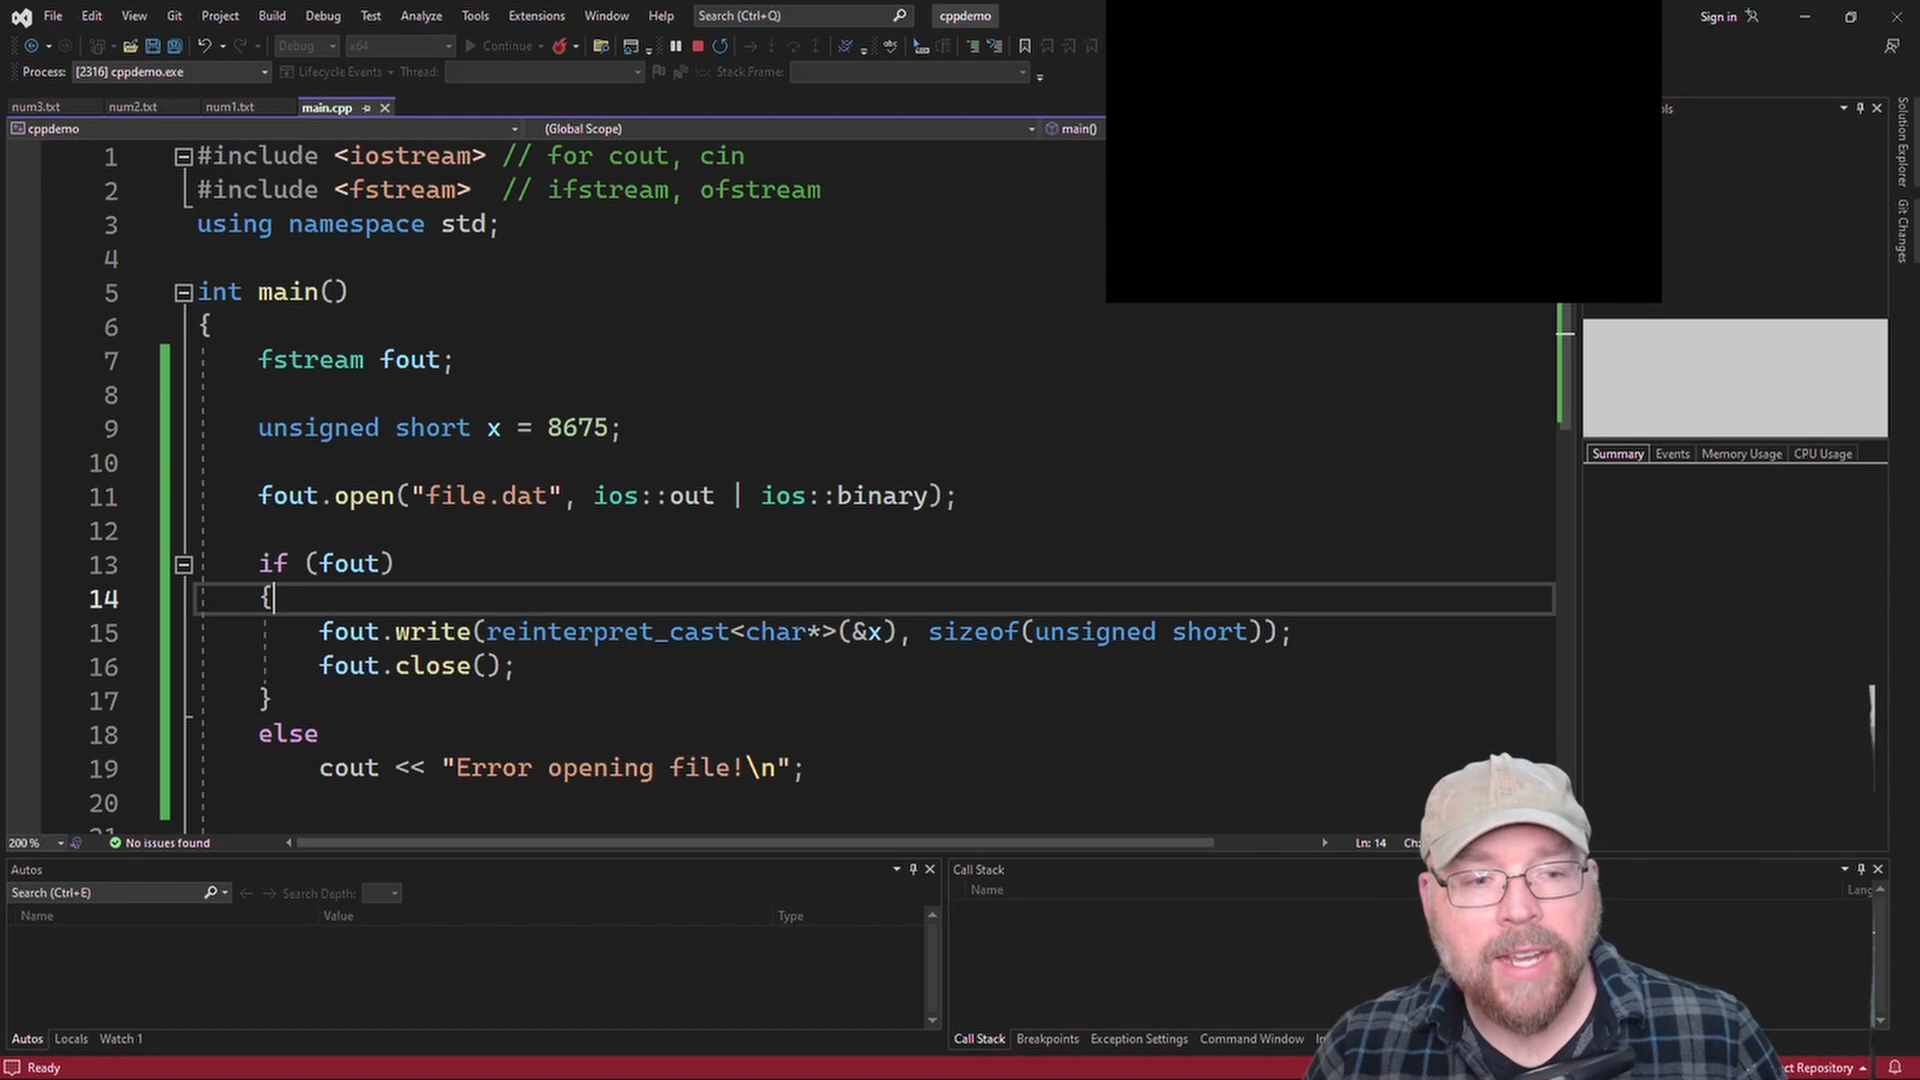 File Edit View Git Project Build Debug Test Analyze Tools Extensions Window Help Search (Ctrl+Q) cppdemo Sign in
Debug x64 Continue
Process: [2316] cppdemo.exe Lifecycle Events Thread: Stack Frame:
num3.txt num2.txt num1.txt main.cpp
cppdemo (Global Scope) main()
1 #include <iostream> // for cout, cin
2 #include <fstream>  // ifstream, ofstream
3 using namespace std;
4
5 int main()
6 {
7 fstream fout;
8
9 unsigned short x = 8675;
10
11 fout.open("file.dat", ios::out | ios::binary);
12
13 if (fout)
14 {
15 fout.write(reinterpret_cast<char*>(&x), sizeof(unsigned short));
16 fout.close();
17 }
18 else
19 cout << "Error opening file!\n";
20
200 % No issues found Ln: 14 Ch:
Solution Explorer
Git Changes
Summary Events Memory Usage CPU Usage
Autos
Search (Ctrl+E) Search Depth:
Name Value Type
Autos Locals Watch 1
Call Stack
Name Lang
Call Stack Breakpoints Exception Settings Command Window
Ready
Repository